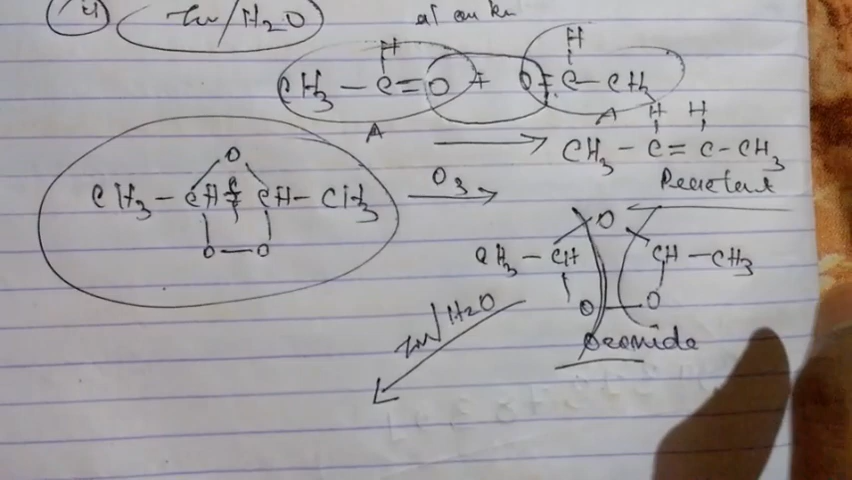 (ii) Zn/H2O
H H
CH3 – C = O + O = C – CH3
A A
H H
CH3 – C = C – CH3
Reactant
O
CH3 – CH CH – CH3
O – O
O3
O
CH3 – CH CH – CH3
O – O
Zn/H2O
Ozonide